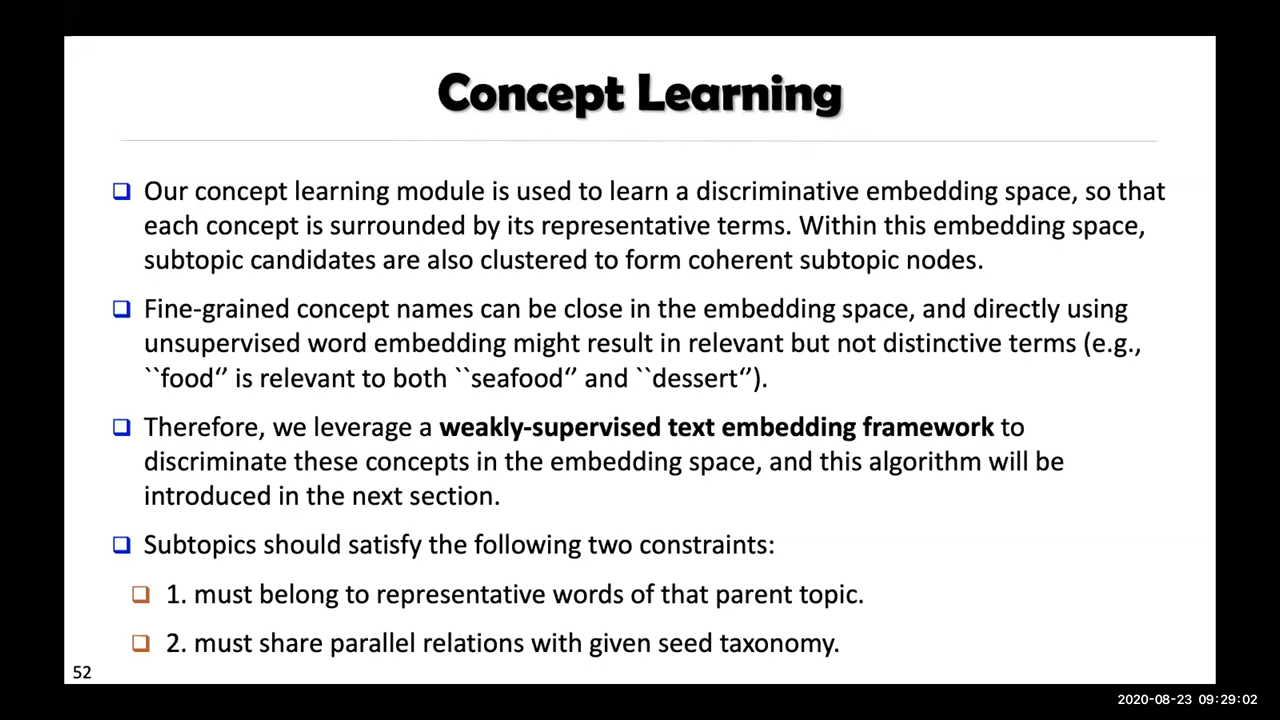 Concept Learning
Our concept learning module is used to learn a discriminative embedding space, so that
each concept is surrounded by its representative terms. Within this embedding space,
subtopic candidates are also clustered to form coherent subtopic nodes.
Fine-grained concept names can be close in the embedding space, and directly using
unsupervised word embedding might result in relevant but not distinctive terms (e.g.,
``food‘’ is relevant to both ``seafood‘’ and ``dessert‘’).
Therefore, we leverage a weakly-supervised text embedding framework to
discriminate these concepts in the embedding space, and this algorithm will be
introduced in the next section.
Subtopics should satisfy the following two constraints:
1. must belong to representative words of that parent topic.
2. must share parallel relations with given seed taxonomy.
52
2020-08-23 09:29:02